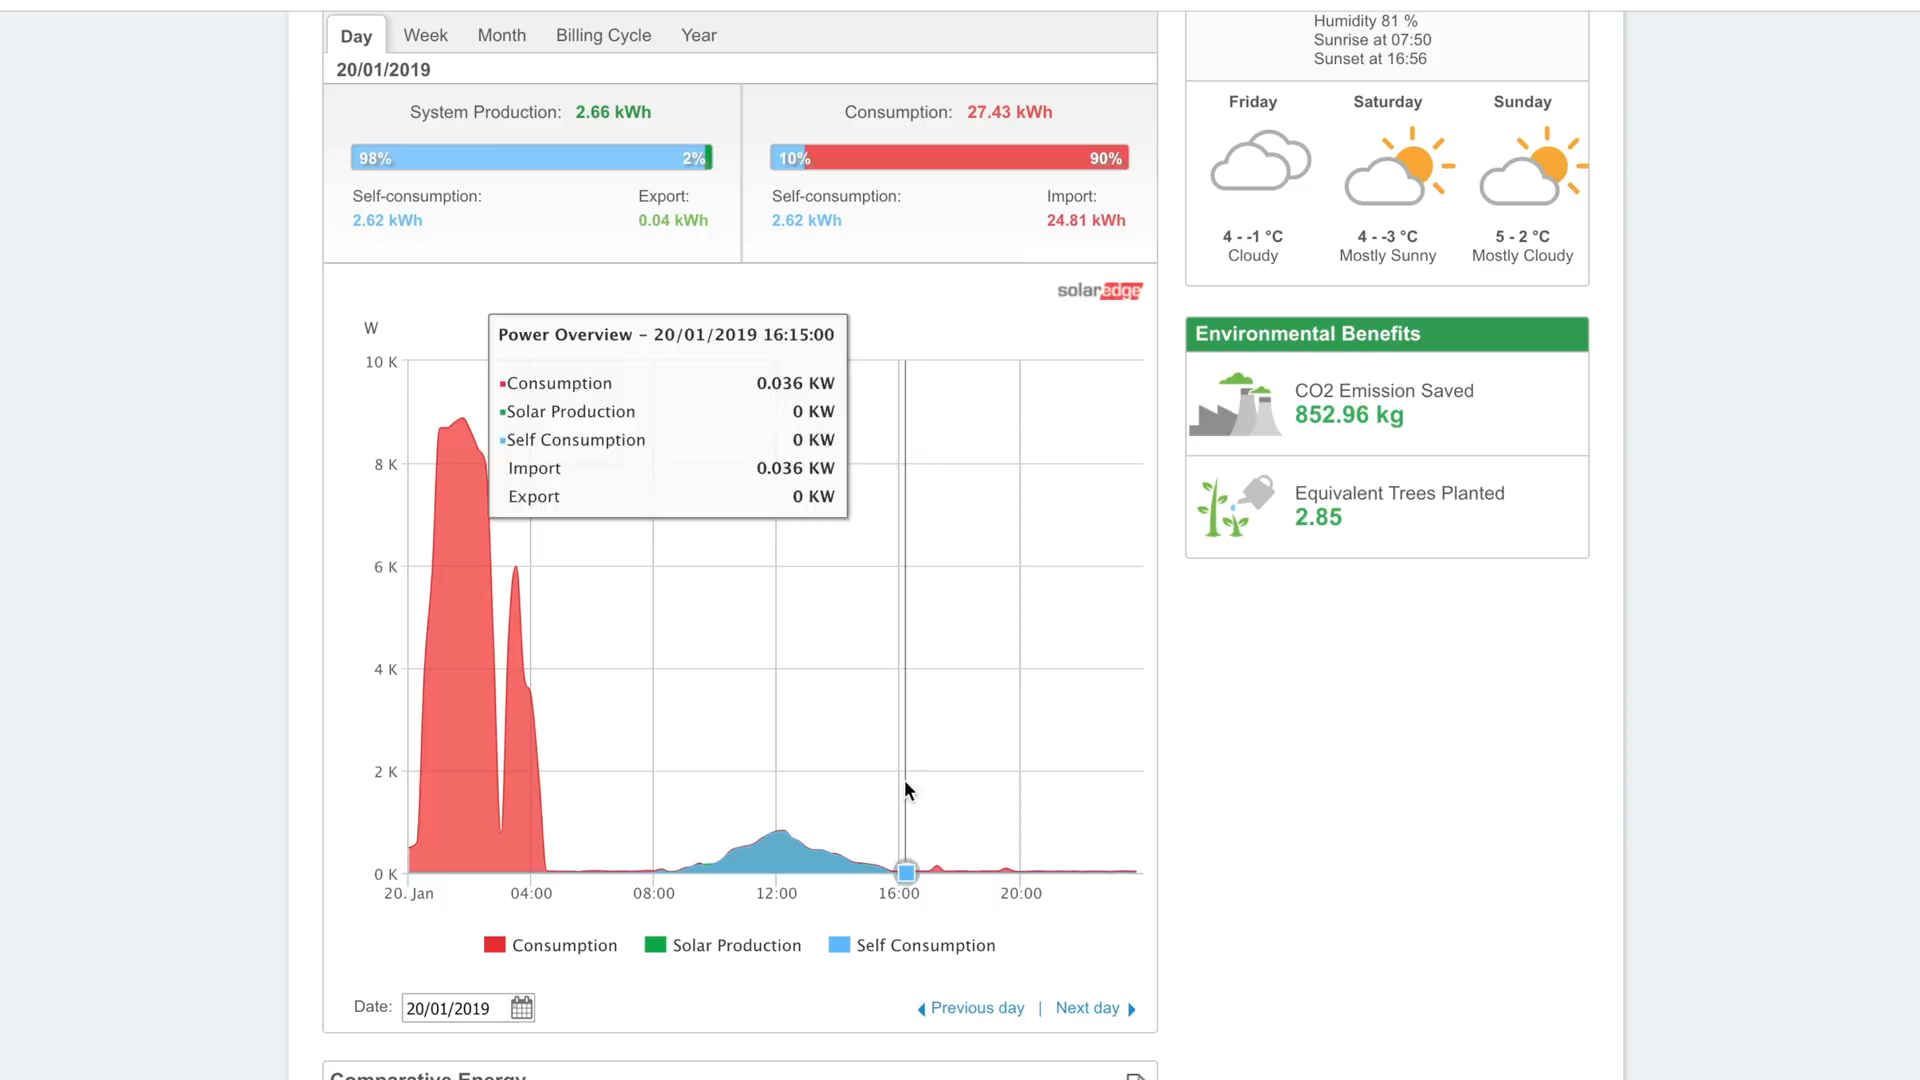 Day Week Month Billing Cycle Year
20/01/2019
System Production: 2.66 kWh
98% 2%
Self-consumption: Export:
2.62 kWh 0.04 kWh
Consumption: 27.43 kWh
10% 90%
Self-consumption: Import:
2.62 kWh 24.81 kWh
solaredge
W
Power Overview – 20/01/2019 16:15:00
Consumption 0.036 KW
Solar Production 0 KW
Self Consumption 0 KW
Import 0.036 KW
Export 0 KW
10 K
8 K
6 K
4 K
2 K
0 K
20. Jan 04:00 08:00 12:00 16:00 20:00
Consumption Solar Production Self Consumption
Date: 20/01/2019 Previous day | Next day
Comparative Energy
Humidity 81 %
Sunrise at 07:50
Sunset at 16:56
Friday Saturday Sunday
4 - -1 °C 4 - -3 °C 5 - 2 °C
Cloudy Mostly Sunny Mostly Cloudy
Environmental Benefits
CO2 Emission Saved
852.96 kg
Equivalent Trees Planted
2.85